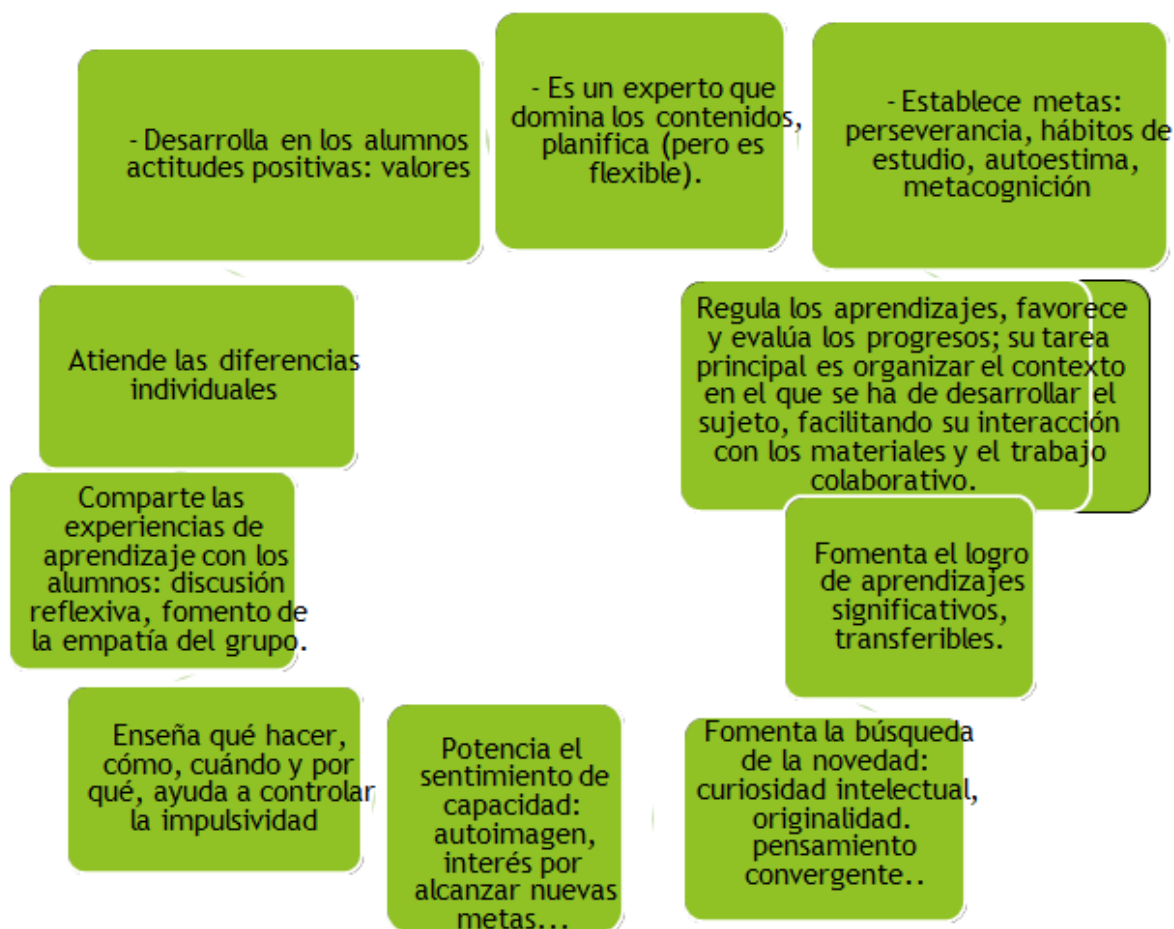 - Desarrolla en los alumnos
actitudes positivas: valores
- Es un experto que
domina los contenidos,
planifica (pero es
flexible).
- Establece metas:
perseverancia, hábitos de
estudio, autoestima,
metacognición
Regula los aprendizajes, favorece
y evalúa los progresos; su tarea
principal es organizar el contexto
en el que se ha de desarrollar el
sujeto, facilitando su interacción
con los materiales y el trabajo
colaborativo.
Fomenta el logro
de aprendizajes
significativos,
transferibles.
Fomenta la búsqueda
de la novedad:
curiosidad intelectual,
originalidad.
pensamiento
convergente..
Potencia el
sentimiento de
capacidad:
autoimagen,
interés por
alcanzar nuevas
metas...
Enseña qué hacer,
cómo, cuándo y por
qué, ayuda a controlar
la impulsividad
Comparte las
experiencias de
aprendizaje con los
alumnos: discusión
reflexiva, fomento de
la empatía del grupo.
Atiende las diferencias
individuales